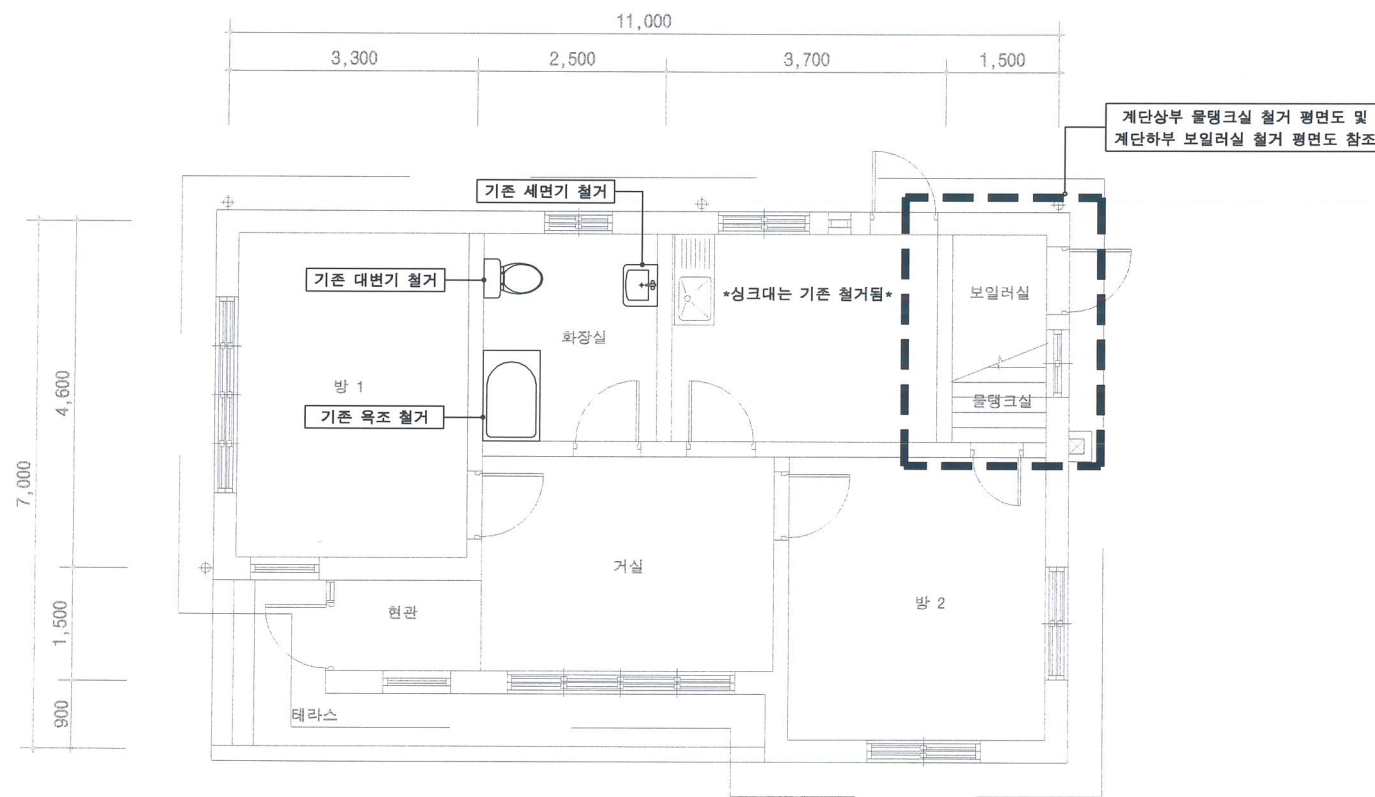 11,000
3,300
2,500
3,700
1,500
계단상부 물탱크실 철거 평면도 및
계단하부 보일러실 철거 평면도 참조
기존 세면기 철거
기존 대변기 철거
*싱크대는 기존 철거됨*
보일러실
화장실
방 1
4,600
물탱크실
기존 욕조 철거
7,000
거실
방 2
현관
1,500
테라스
900